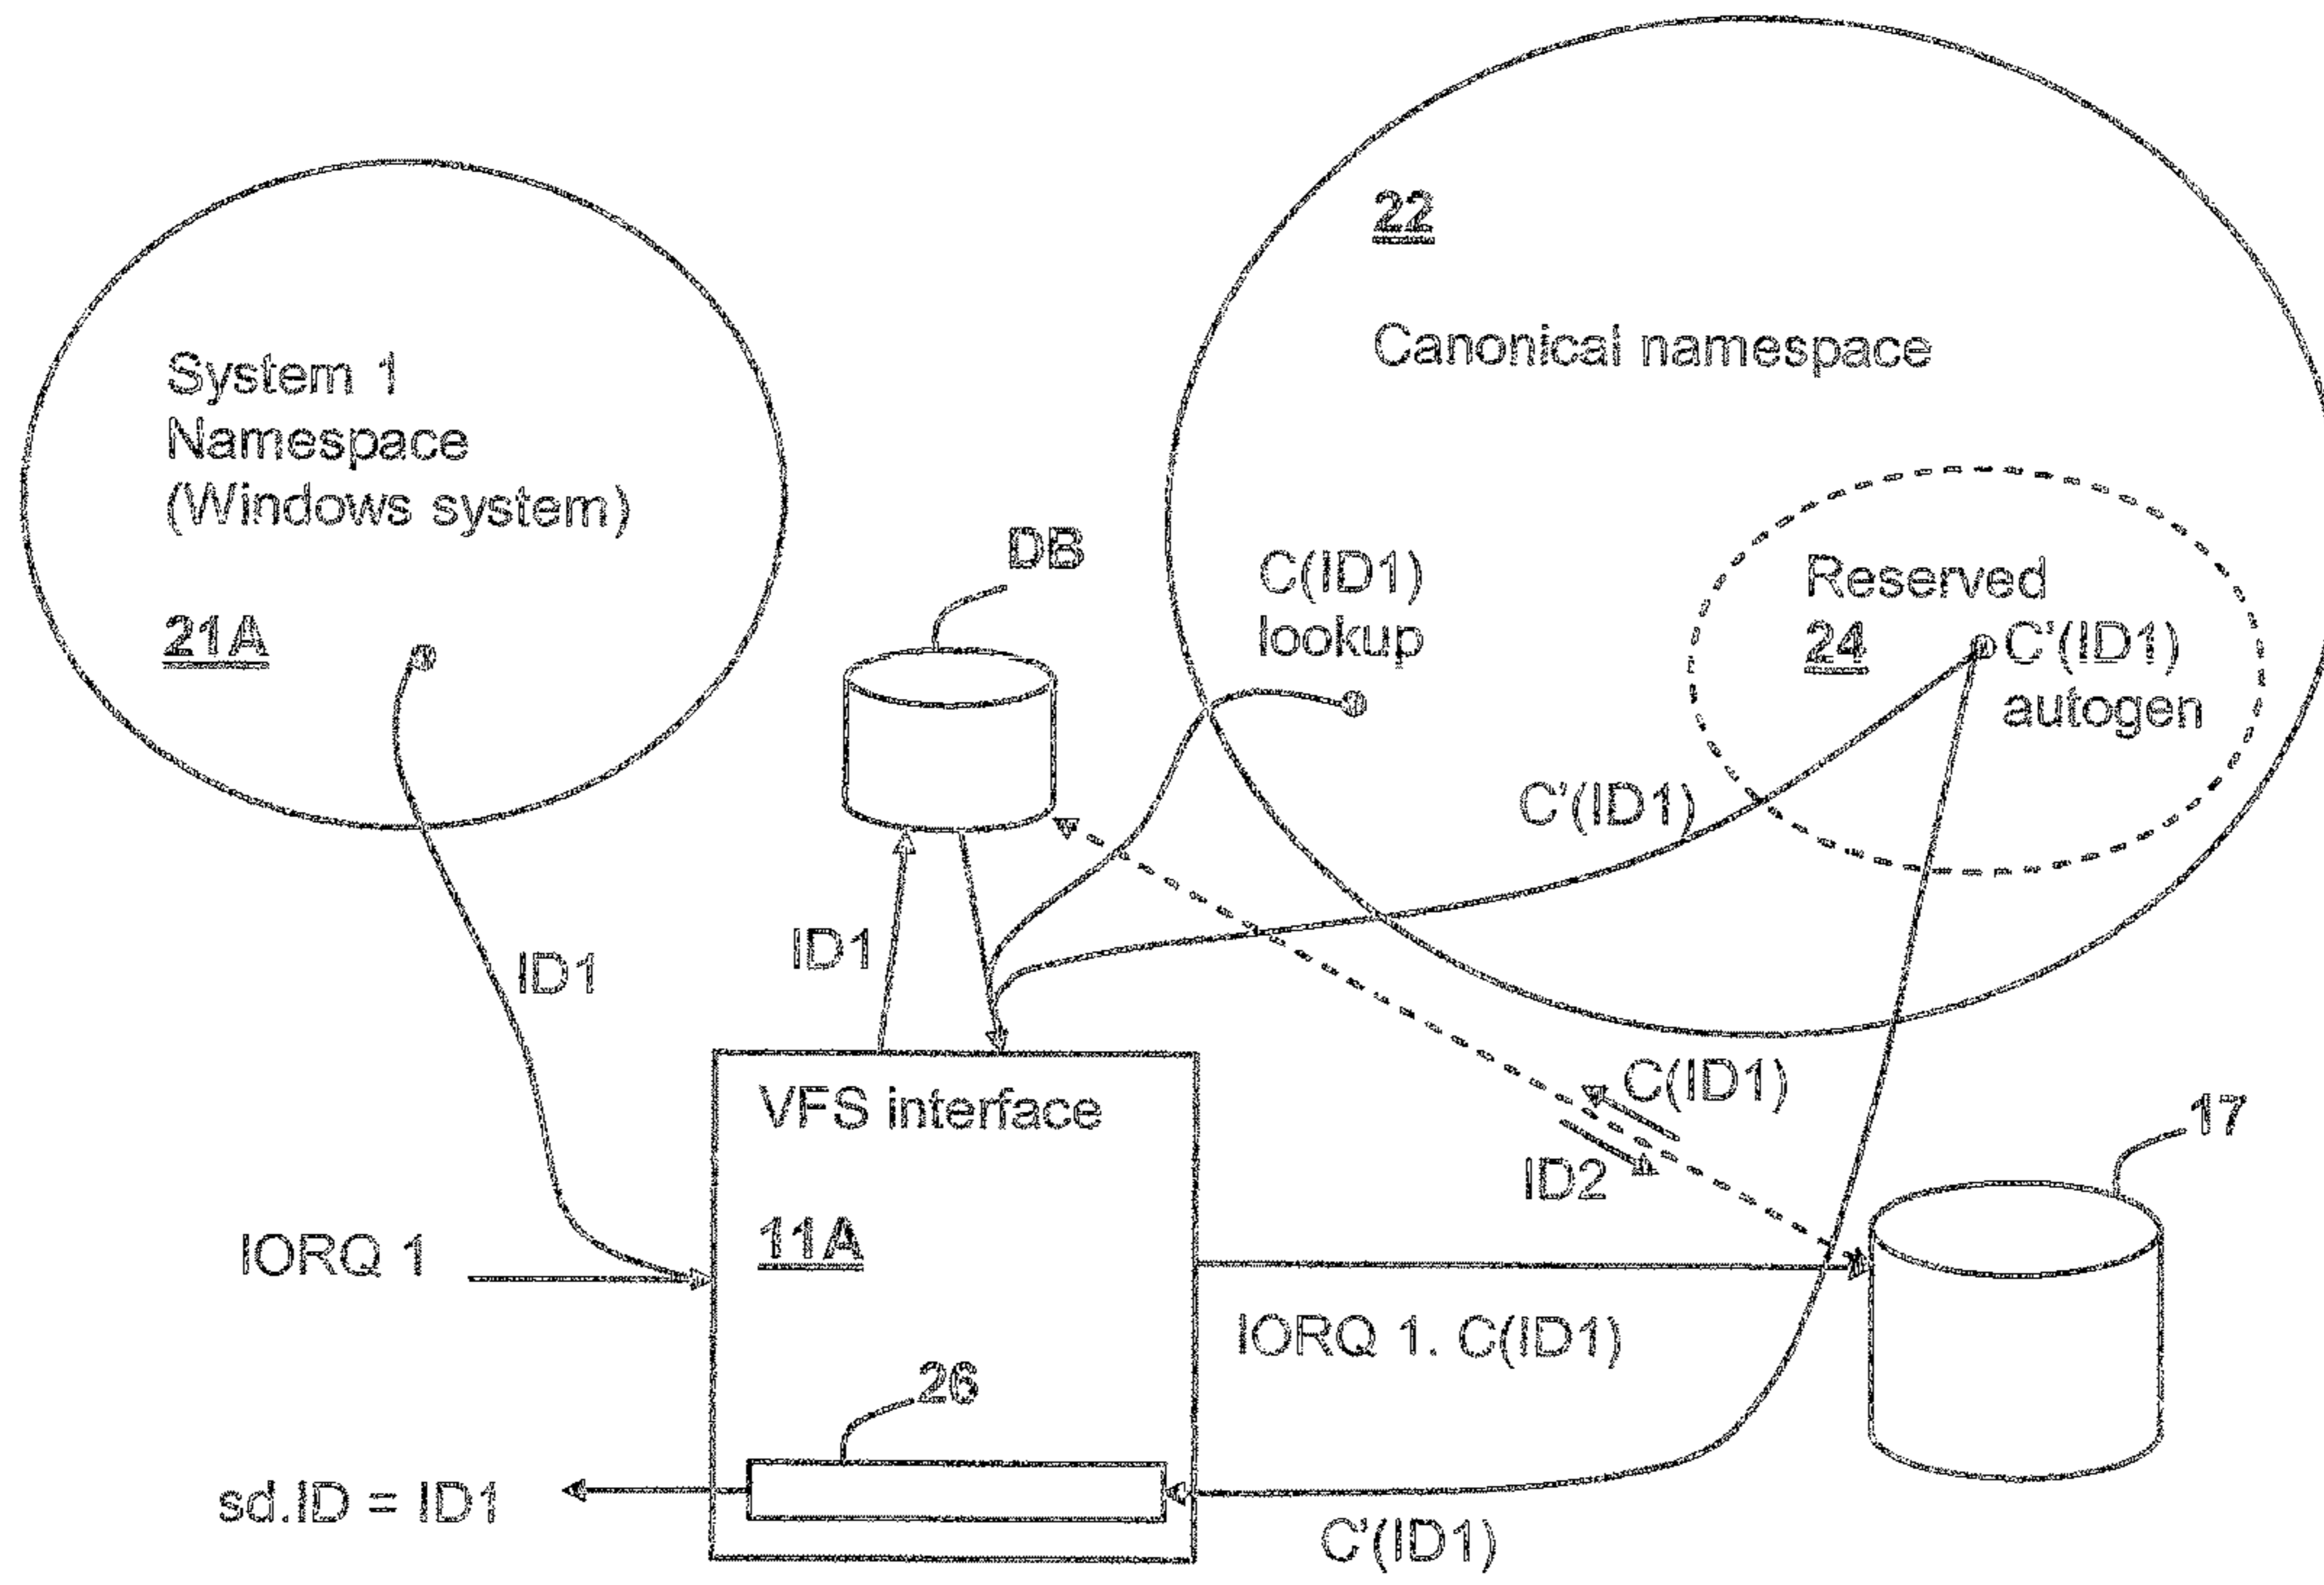 22
Canonical namespace
System 1
Namespace
(Windows system)
21A
DB
C(ID1)
lookup
Reserved
24
C'(ID1)
autogen
C'(ID1)
ID1
ID1
VFS interface
11A
C(ID1)
ID2
17
IORQ 1
IORQ 1. C(ID1)
26
sd.ID = ID1
C'(ID1)